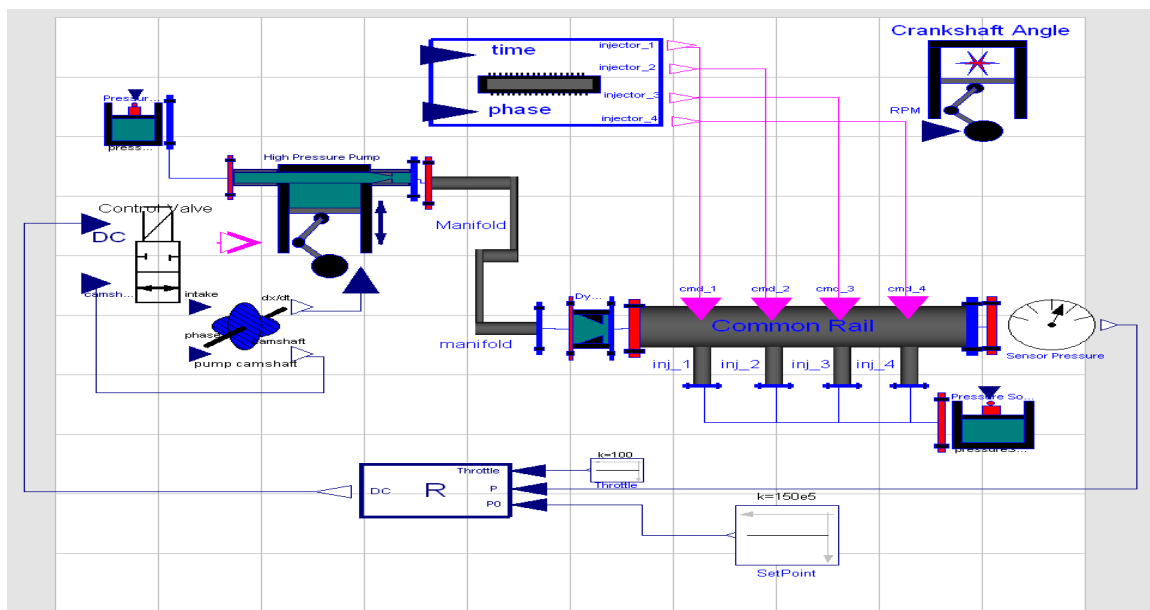 Crankshaft Angle
time
injector_1
injector_2
phase
injector_3
injector_4
RPM
Pressur...
press...
High Pressure Pump
Control Valve
DC
camsh...
intake
dx/dt
phase
camshaft
pump camshaft
Manifold
manifold
Dy...
cmd_1
cmd_2
cmd_3
cmd_4
Common Rail
Sensor Pressure
inj_1
inj_2
inj_3
inj_4
Pressure So...
pressureS...
k=100
Throttle
Throttle
DC
R
P
P0
k=150e5
SetPoint